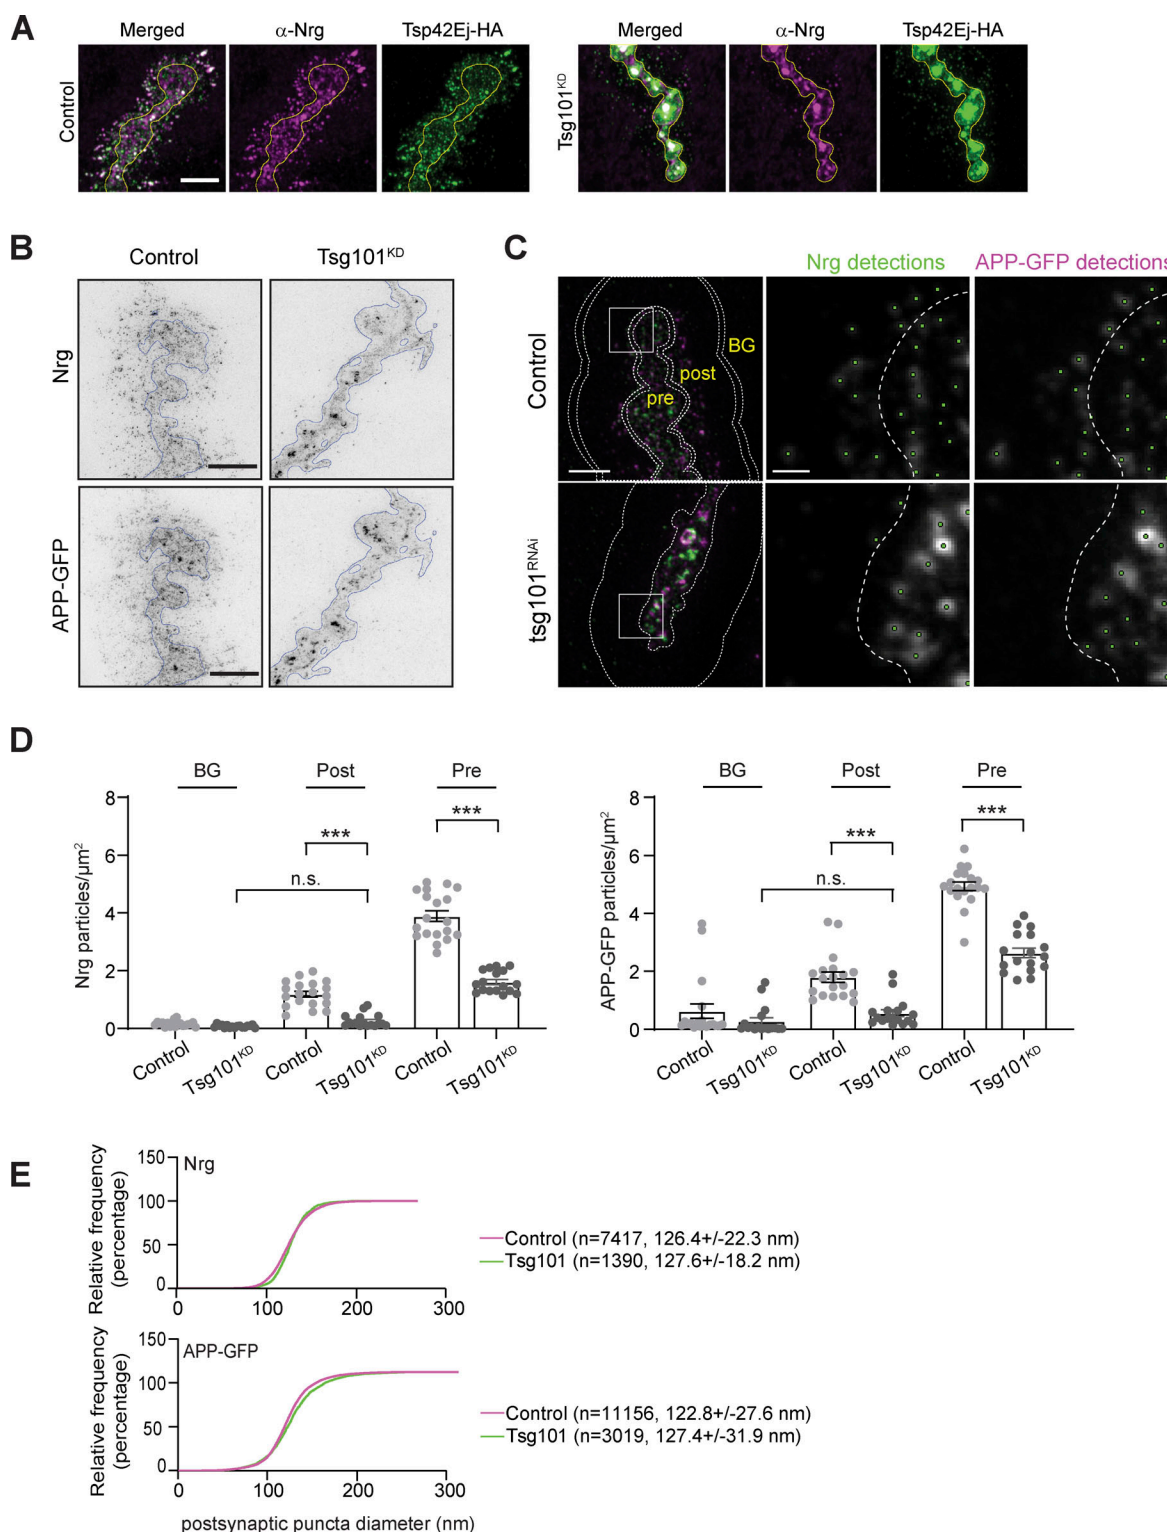 A
Merged
α-Nrg
Tsp42Ej-HA
Merged
α-Nrg
Tsp42Ej-HA
Control
Tsg101KD
B
Control
Tsg101KD
Nrg
APP-GFP
C
Nrg detections
APP-GFP detections
Control
BG
post
pre
tsg101RNAi
D
BG
Post
Pre
***
***
n.s.
Nrg particles/µm2
8
6
4
2
0
Control
Tsg101KD
Control
Tsg101KD
Control
Tsg101KD
BG
Post
Pre
***
***
n.s.
APP-GFP particles/µm2
8
6
4
2
0
Control
Tsg101KD
Control
Tsg101KD
Control
Tsg101KD
E
Relative frequency
(percentage)
150
100
50
0
Nrg
0
100
200
300
Control (n=7417, 126.4+/-22.3 nm)
Tsg101 (n=1390, 127.6+/-18.2 nm)
Relative frequency
(percentage)
150
100
50
0
APP-GFP
0
100
200
300
Control (n=11156, 122.8+/-27.6 nm)
Tsg101 (n=3019, 127.4+/-31.9 nm)
postsynaptic puncta diameter (nm)